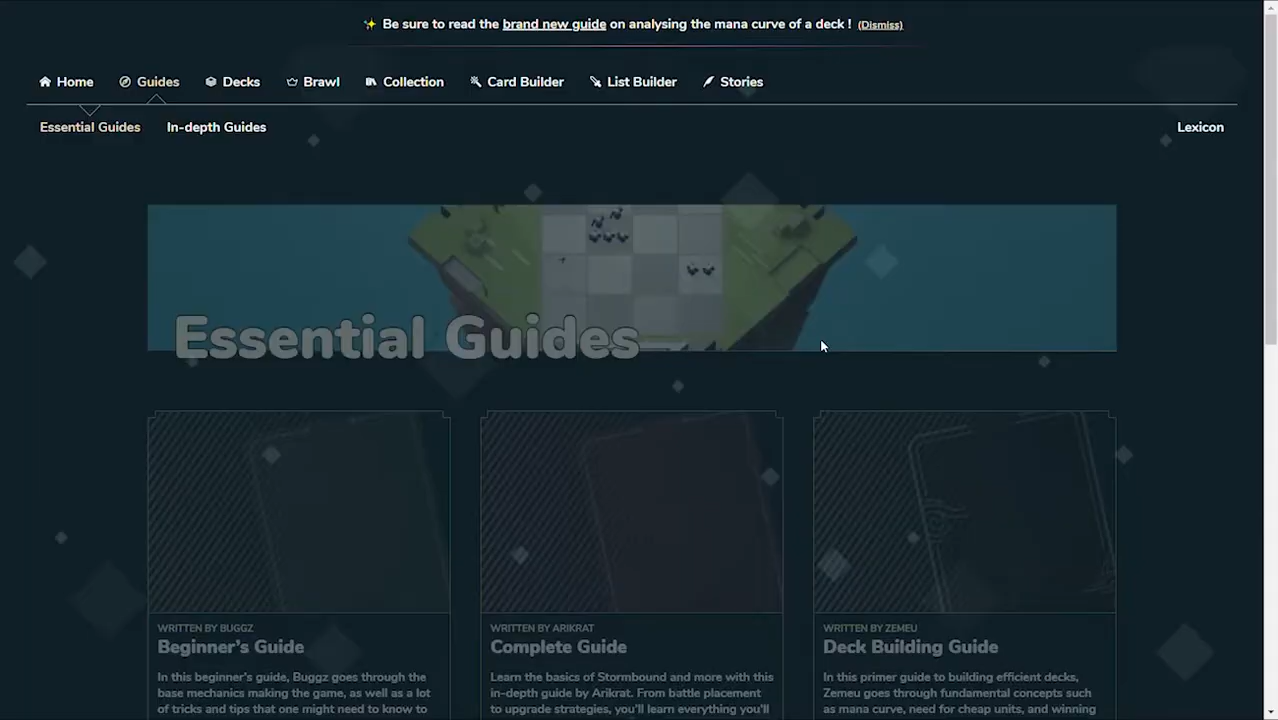 ✨ Be sure to read the brand new guide on analysing the mana curve of a deck ! (Dismiss)
Home Guides Decks Brawl Collection Card Builder List Builder Stories
Essential Guides In-depth Guides Lexicon
Essential Guides
WRITTEN BY BUGGZ
Beginner's Guide
In this beginner's guide, Buggz goes through the
base mechanics making the game, as well as a lot
of tricks and tips that one might need to know to
WRITTEN BY ARIKRAT
Complete Guide
Learn the basics of Stormbound and more with this
in-depth guide by Arikrat. From battle placement
to upgrade strategies, you'll learn everything you'll
WRITTEN BY ZEMEU
Deck Building Guide
In this primer guide to building efficient decks,
Zemeu goes through fundamental concepts such
as mana curve, need for cheap units, and winning